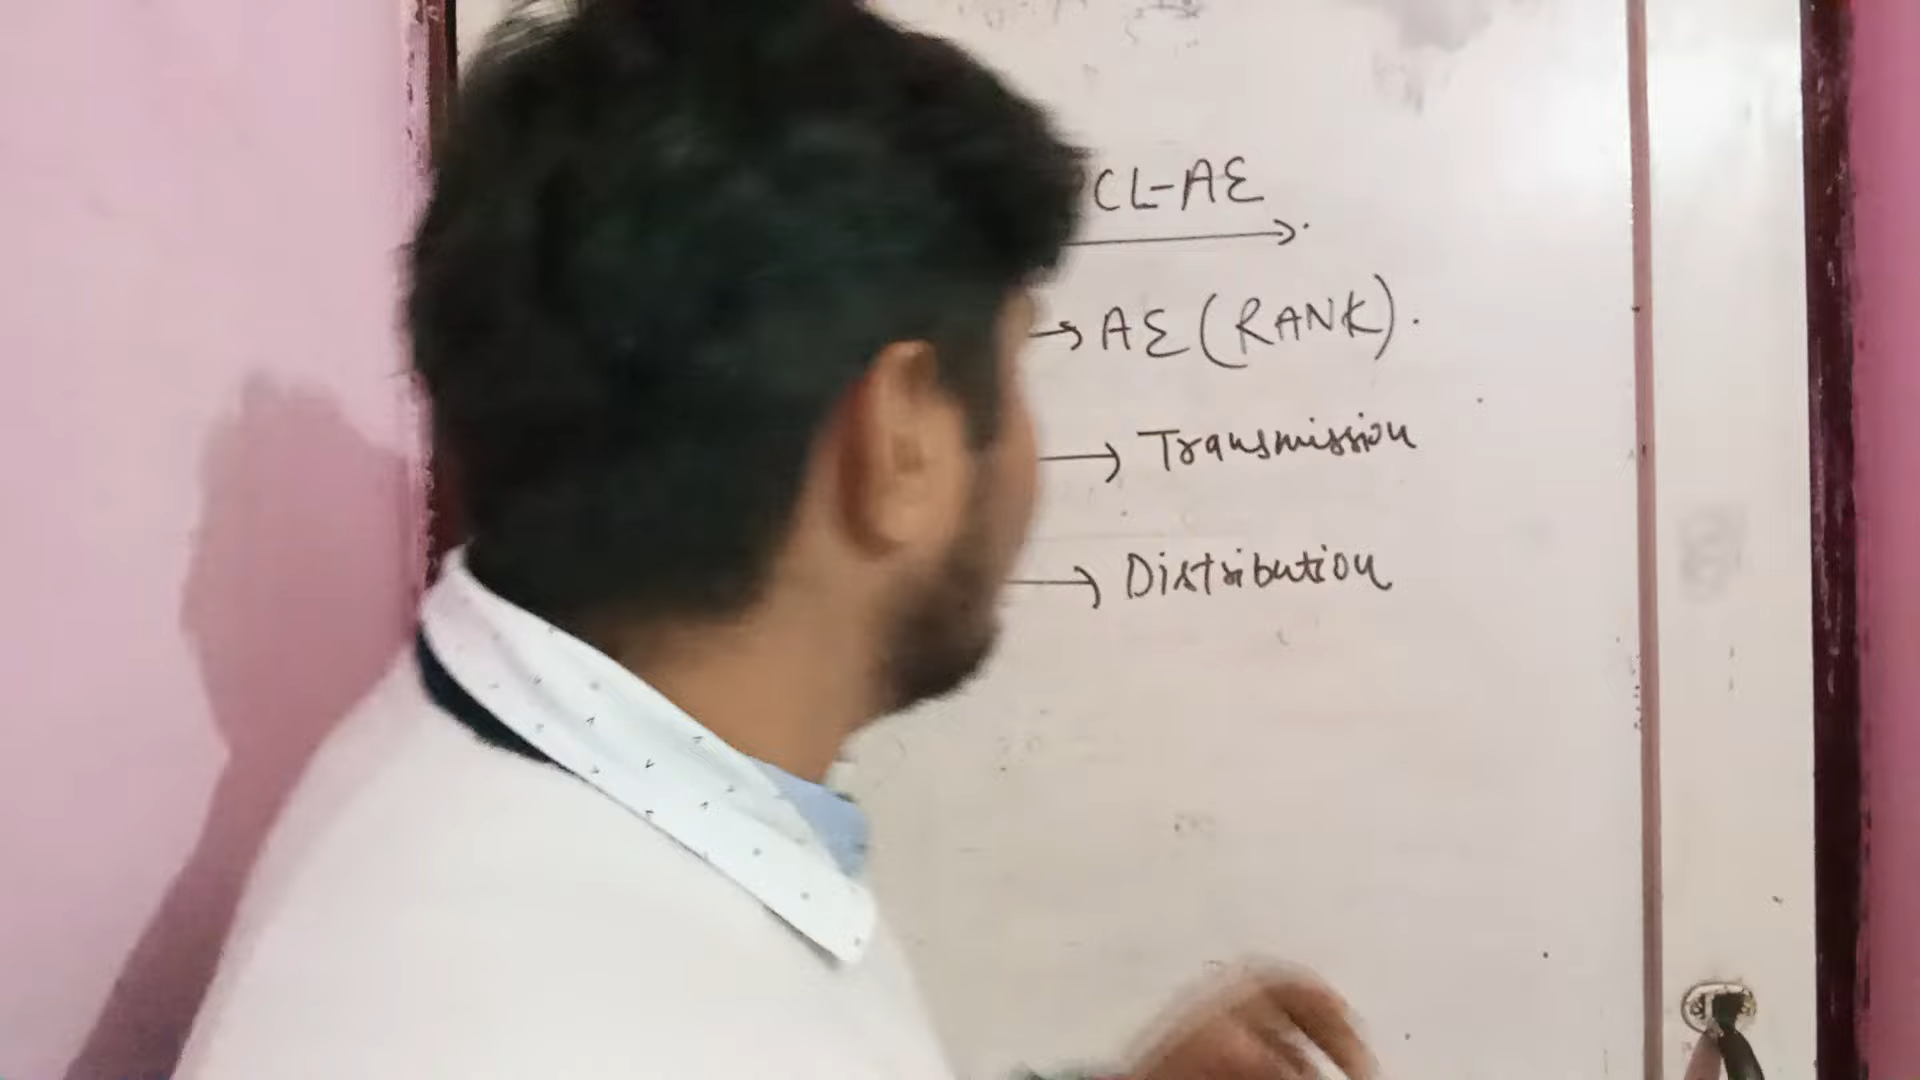 CL-AE
→ AE (RANK).
→ Transmission
→ Distribution